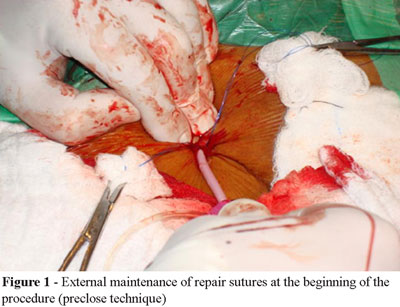 Figure 1 - External maintenance of repair sutures at the beginning of the
procedure (preclose technique)